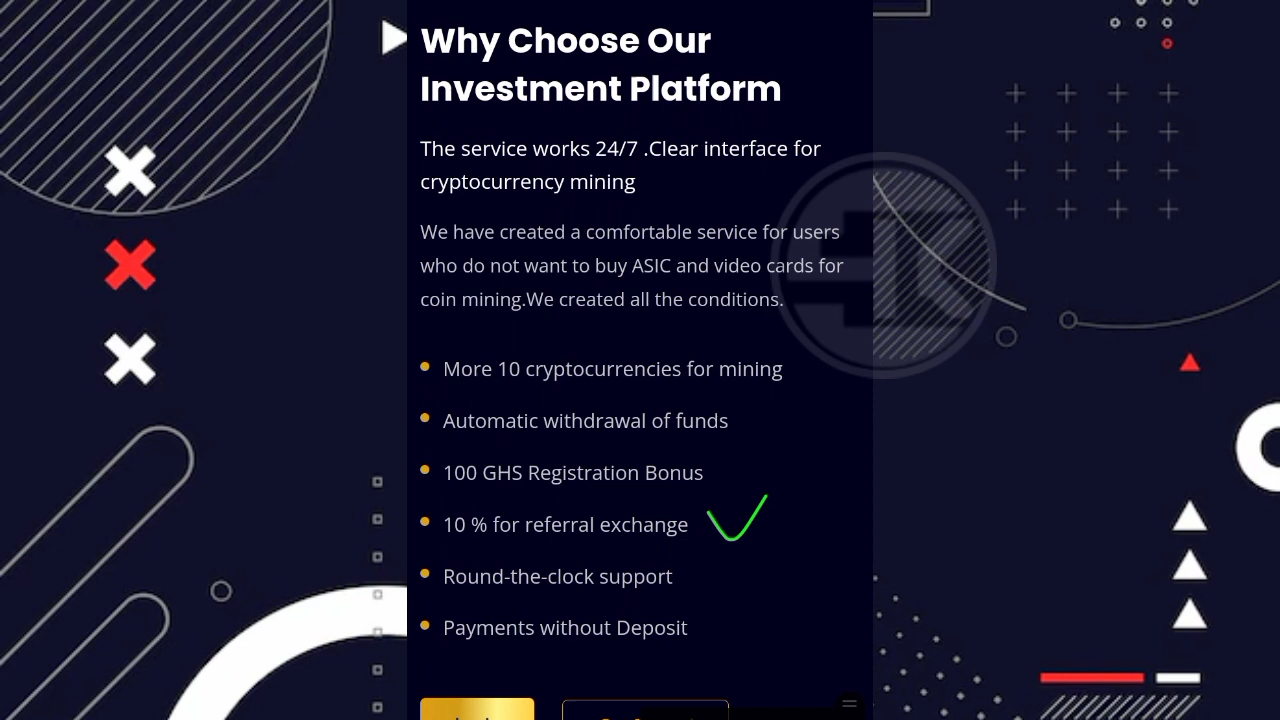 Why Choose Our
Investment Platform
The service works 24/7 .Clear interface for
cryptocurrency mining
We have created a comfortable service for users
who do not want to buy ASIC and video cards for
coin mining.We created all the conditions.
More 10 cryptocurrencies for mining
Automatic withdrawal of funds
100 GHS Registration Bonus
10 % for referral exchange
Round-the-clock support
Payments without Deposit